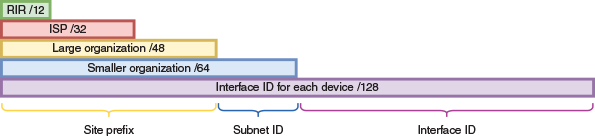 RIR /12
ISP /32
Large organization /48
Smaller organization /64
Interface ID for each device /128
Site prefix Subnet ID Interface ID